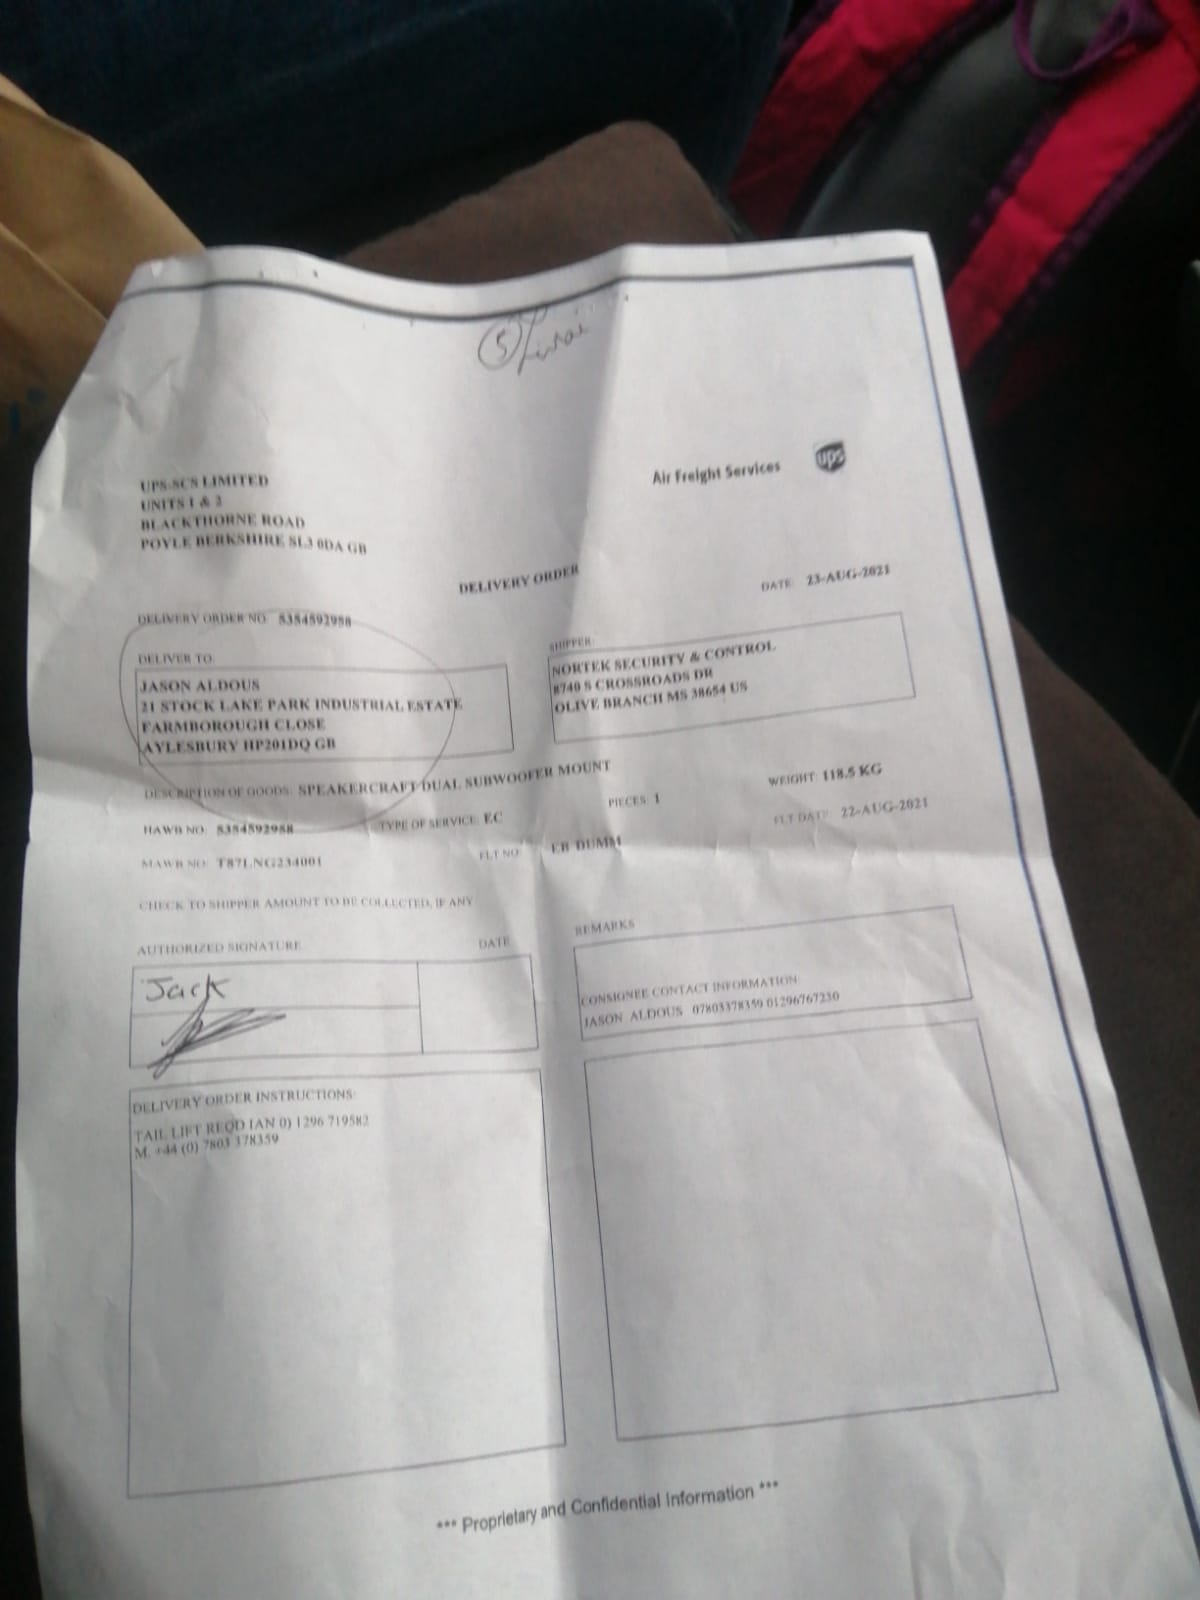 5
UPS-SCS LIMITED
UNITS 1 & 2
BLACKTHORNE ROAD
POYLE BERKSHIRE SL3 0DA GB
Air Freight Services
ups
DELIVERY ORDER
DATE: 23-AUG-2021
DELIVERY ORDER NO: 5354592958
DELIVER TO:
JASON ALDOUS
21 STOCK LAKE PARK INDUSTRIAL ESTATE
FARMBOROUGH CLOSE
AYLESBURY HP201DQ GB
SHIPPER:
NORTEK SECURITY & CONTROL
8740 S CROSSROADS DR
OLIVE BRANCH MS 38654 US
DESCRIPTION OF GOODS: SPEAKERCRAFT DUAL SUBWOOFER MOUNT
PIECES: 1
WEIGHT: 118.5 KG
HAWB NO: 5354592958
TYPE OF SERVICE: EC
FLT DATE: 22-AUG-2021
MAWB NO: T87LNG234001
FLT NO: EB DUMM
CHECK TO SHIPPER AMOUNT TO BE COLLECTED, IF ANY
AUTHORIZED SIGNATURE
DATE
Jack
REMARKS
CONSIGNEE CONTACT INFORMATION
JASON ALDOUS 07803378359 01296767230
DELIVERY ORDER INSTRUCTIONS:
TAIL LIFT REQD IAN 0) 1296 719582
M. +44 (0) 7803 378359
*** Proprietary and Confidential Information ***